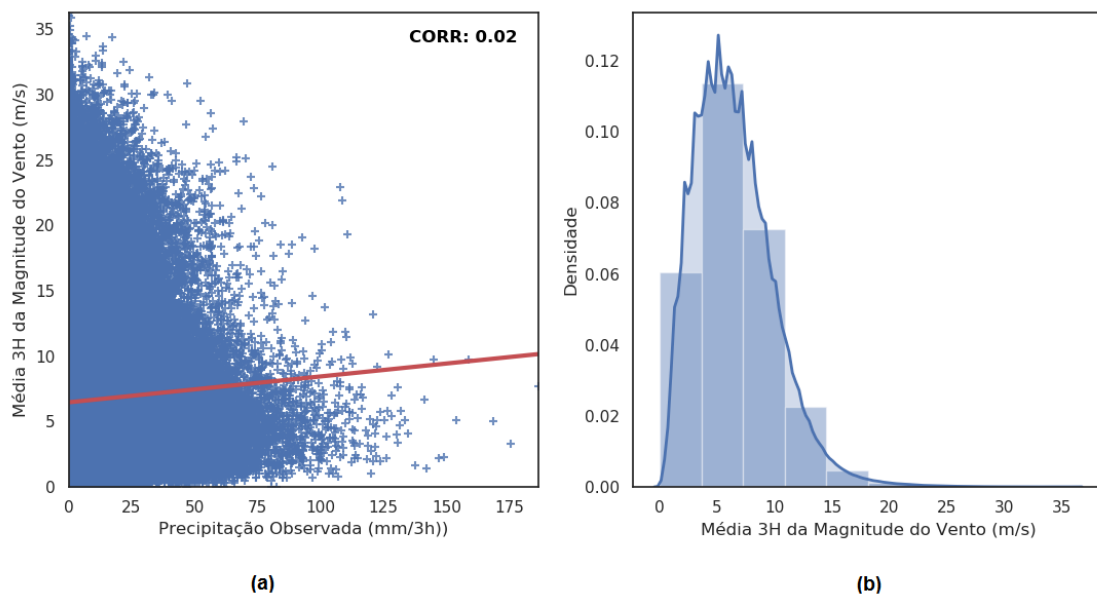 CORR: 0.02
Média 3H da Magnitude do Vento (m/s)
35
30
25
20
15
10
5
0
0 25 50 75 100 125 150 175
Precipitação Observada (mm/3h))
(a)
Densidade
0.12
0.10
0.08
0.06
0.04
0.02
0.00
0 5 10 15 20 25 30 35
Média 3H da Magnitude do Vento (m/s)
(b)